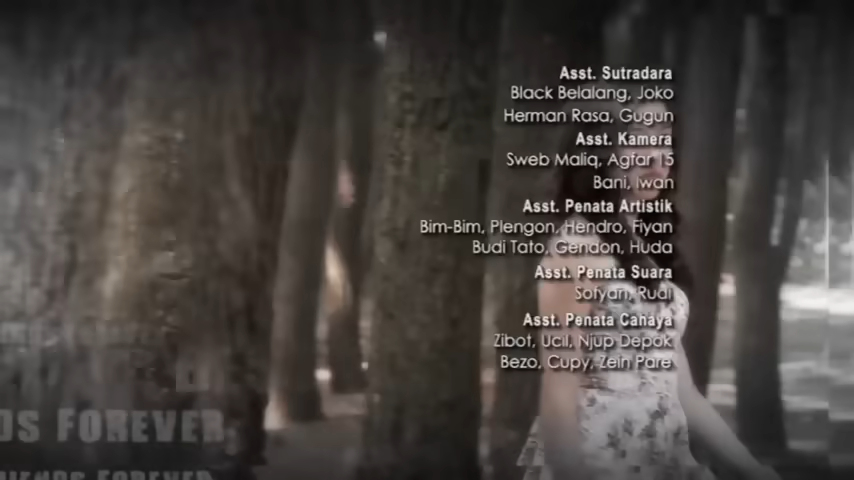 Asst. Sutradara
Black Belalang, Joko
Herman Rasa, Gugun
Asst. Kamera
Sweb Maliq, Agfar 15
Bani, Iwan
Asst. Penata Artistik
Bim-Bim, Plengon, Hendro, Fiyan
Budi Tato, Gendon, Huda
Asst. Penata Suara
Sofyan, Rudi
Asst. Penata Cahaya
Zibot, Ucil, Njup Depok
Bezo, Cupy, Zein Pare
DS FOREVER
FOREVER